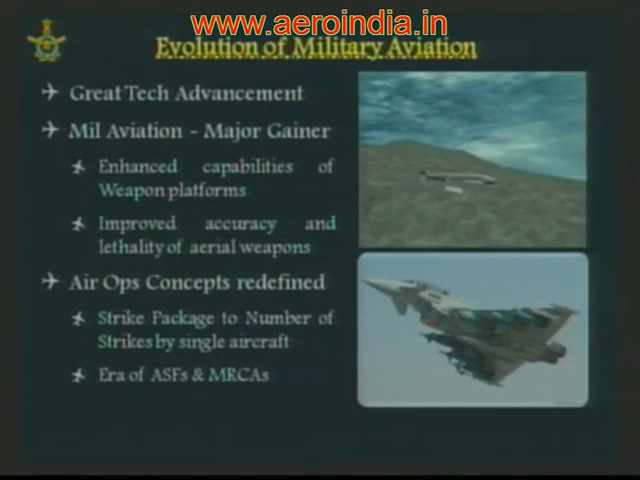 www.aeroindia.in
Evolution of Military Aviation
Great Tech Advancement
Mil Aviation - Major Gainer
Enhanced capabilities of
Weapon platforms
Improved accuracy and
lethality of aerial weapons
Air Ops Concepts redefined
Strike Package to Number of
Strikes by single aircraft
Era of ASFs & MRCAs